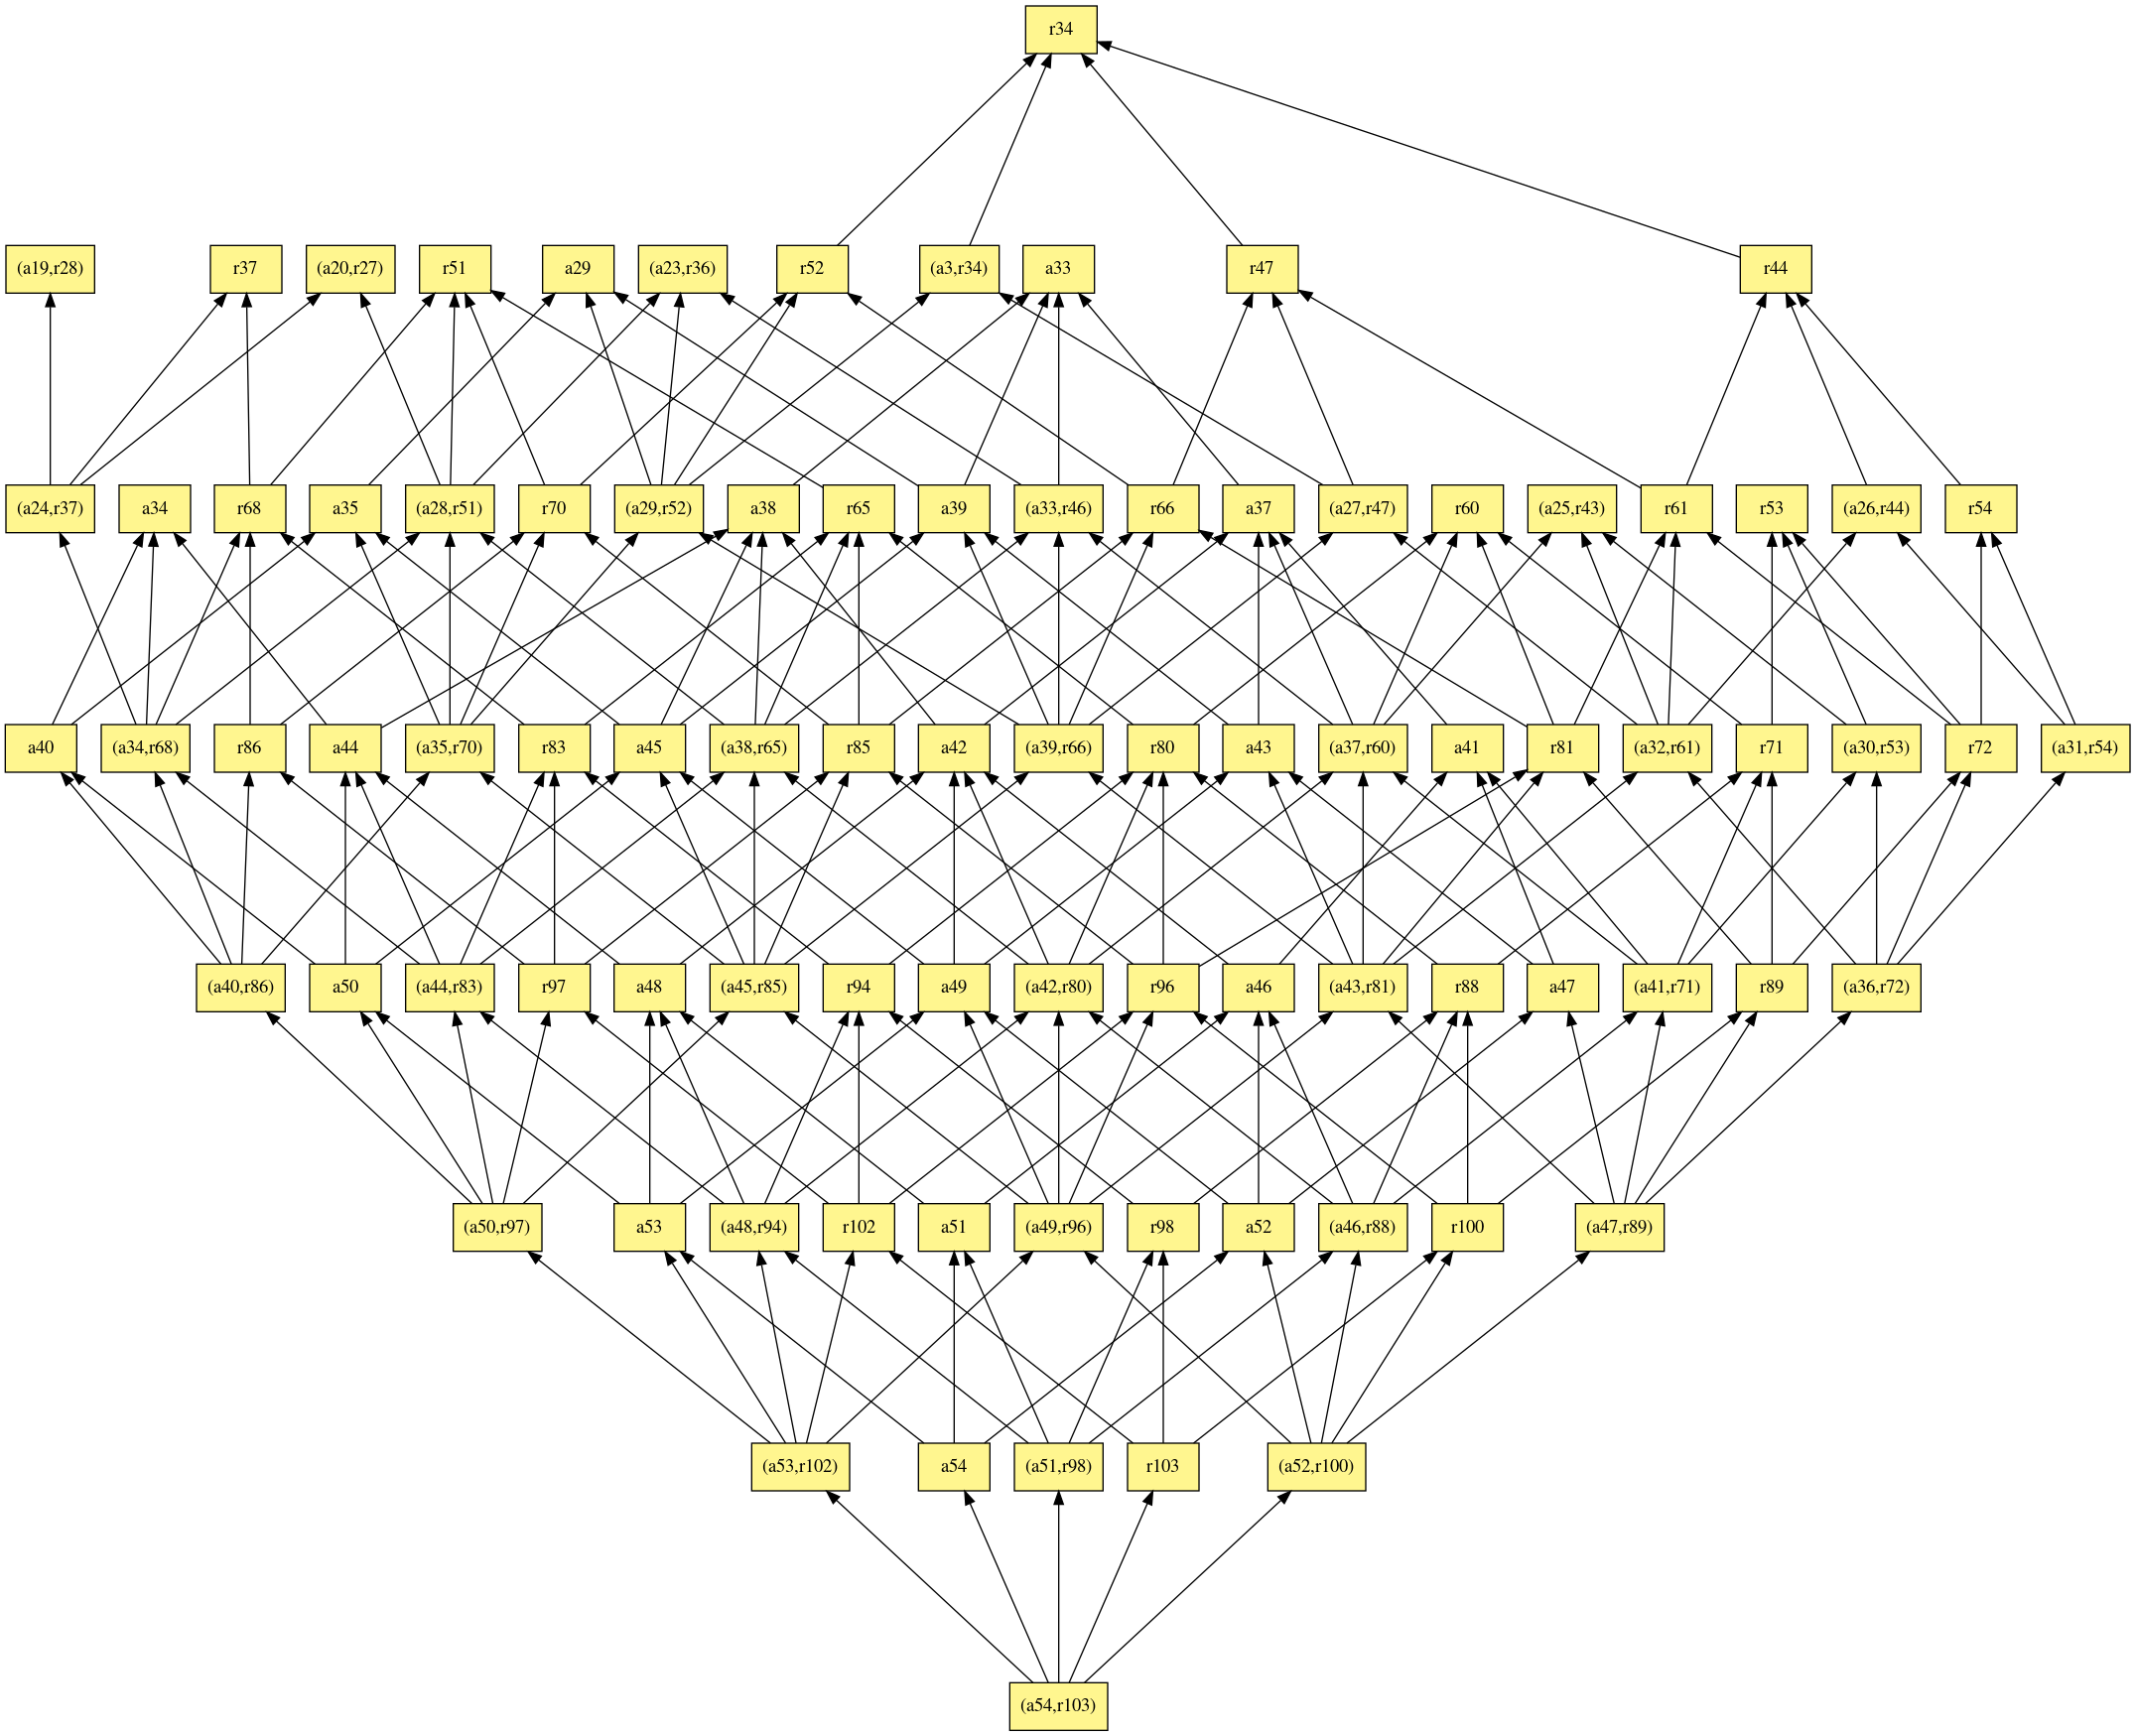 r34
(a19,r28) r37 (a20,r27) r51 a29 (a23,r36) r52 (a3,r34) a33 r47 r44
(a24,r37) a34 r68 a35 (a28,r51) r70 (a29,r52) a38 r65 a39 (a33,r46) r66 a37 (a27,r47) r60 (a25,r43) r61 r53 (a26,r44) r54
a40 (a34,r68) r86 a44 (a35,r70) r83 a45 (a38,r65) r85 a42 (a39,r66) r80 a43 (a37,r60) a41 r81 (a32,r61) r71 (a30,r53) r72 (a31,r54)
(a40,r86) a50 (a44,r83) r97 a48 (a45,r85) r94 a49 (a42,r80) r96 a46 (a43,r81) r88 a47 (a41,r71) r89 (a36,r72)
(a50,r97) a53 (a48,r94) r102 a51 (a49,r96) r98 a52 (a46,r88) r100 (a47,r89)
(a53,r102) a54 (a51,r98) r103 (a52,r100)
(a54,r103)